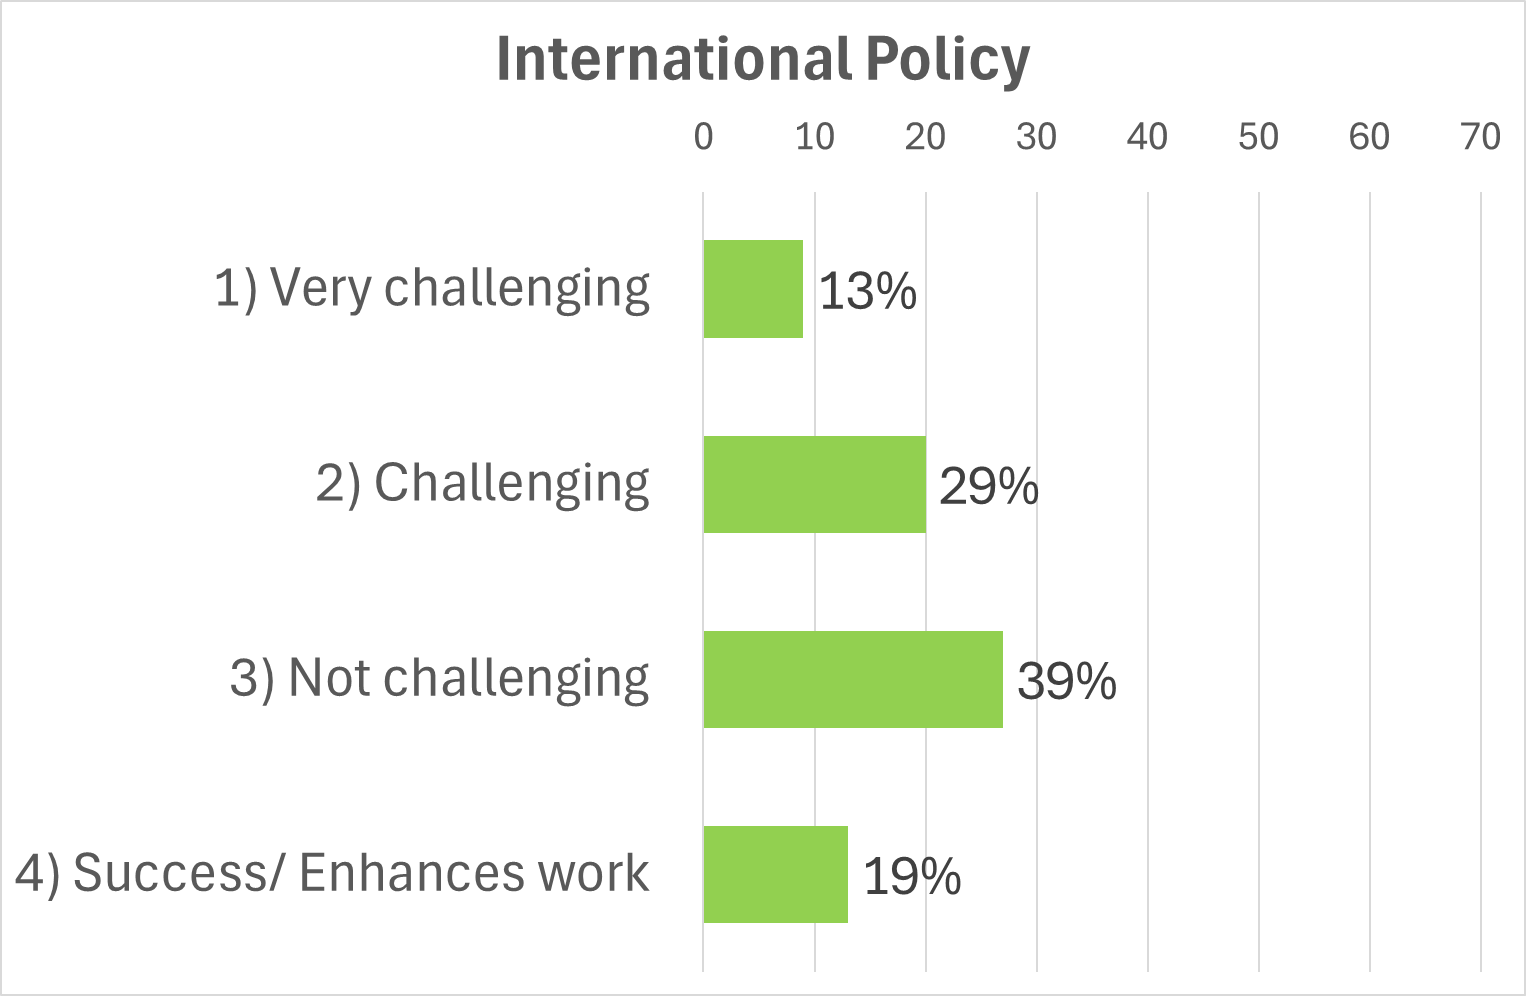 International Policy
0 10 20 30 40 50 60 70
1) Very challenging 13%
2) Challenging 29%
3) Not challenging 39%
4) Success/ Enhances work 19%